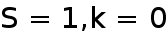 S = 1,k = 0